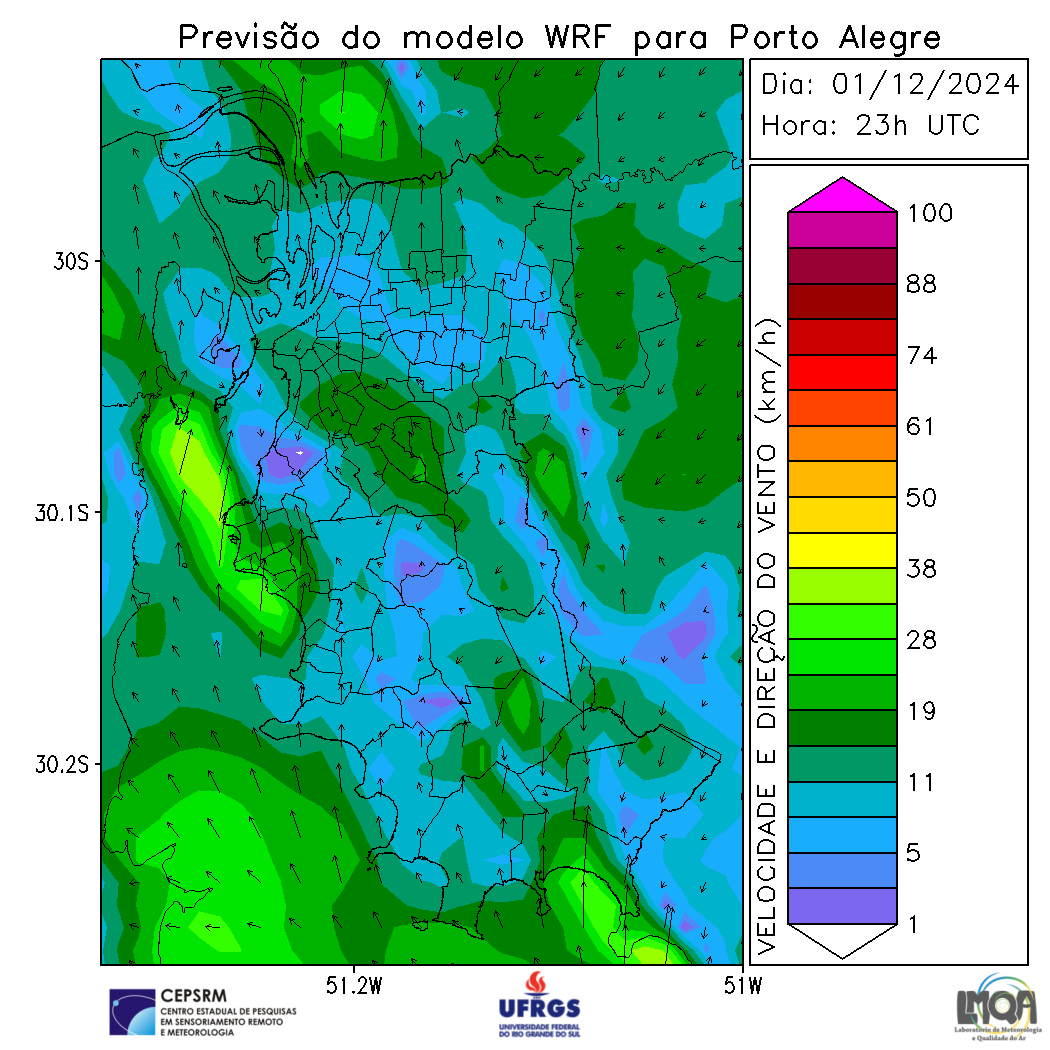 Previsão do modelo WRF para Porto Alegre
Dia: 01/12/2024
Hora: 23h UTC
30S
30.1S
30.2S
51.2W
51W
VELOCIDADE E DIREÇÃO DO VENTO (km/h)
100
88
74
61
50
38
28
19
11
5
1
CEPSRM
CENTRO ESTADUAL DE PESQUISAS
EM SENSORIAMENTO REMOTO
E METEOROLOGIA
UFRGS
UNIVERSIDADE FEDERAL
DO RIO GRANDE DO SUL
LMQA
Laboratório de Meteorologia
e Qualidade do Ar